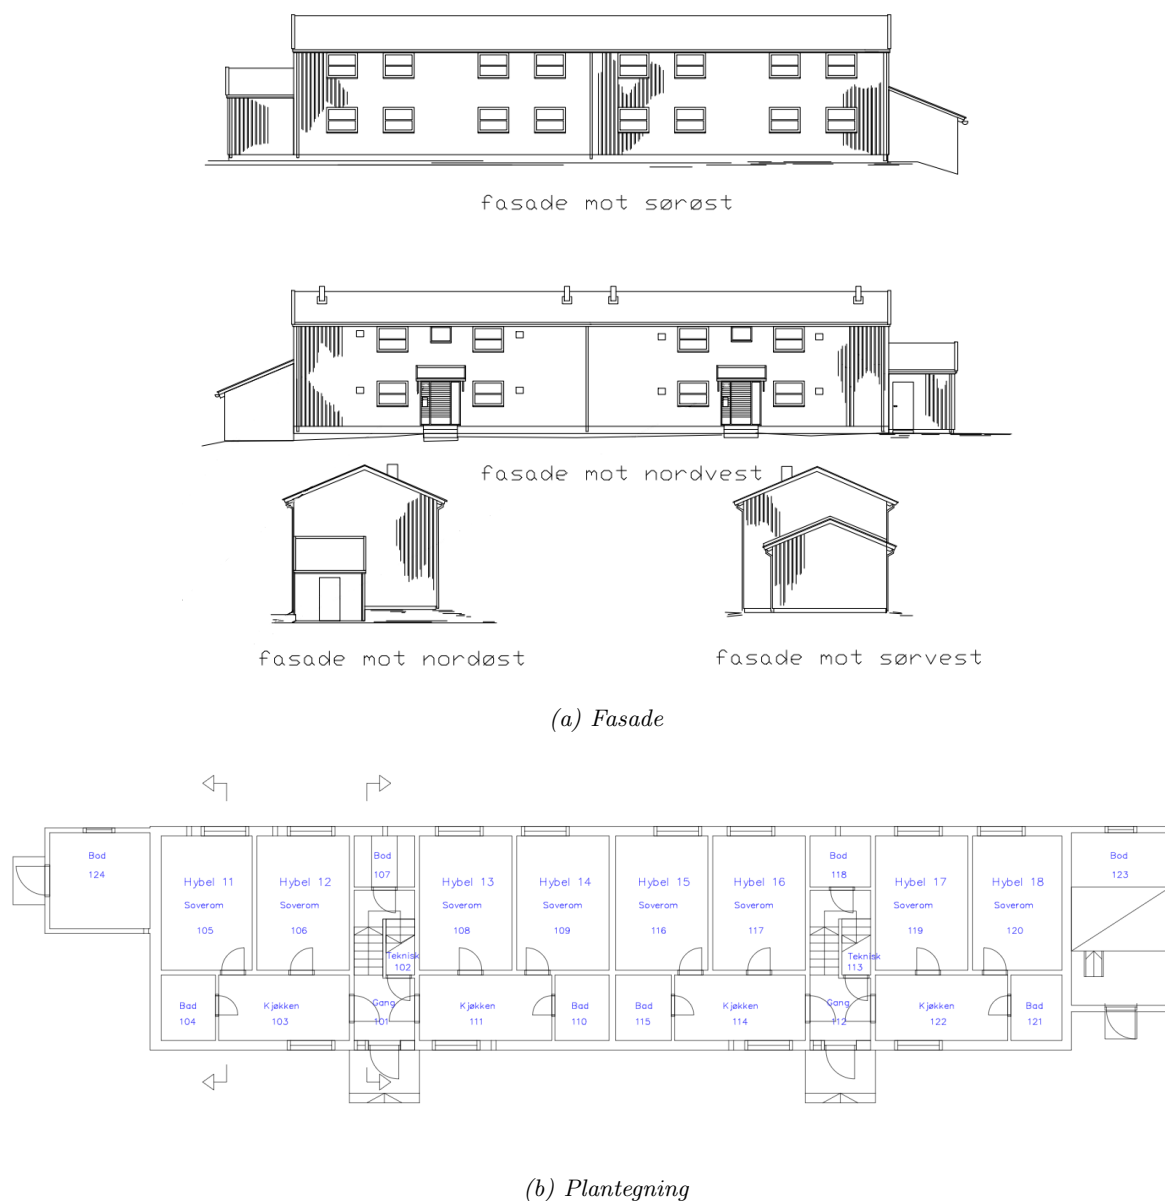 fasade mot sørøst
fasade mot nordvest
fasade mot nordøst
fasade mot sørvest
(a) Fasade
Bod
124
Hybel 11
Soverom
105
Hybel 12
Soverom
106
Bod
107
Hybel 13
Soverom
108
Hybel 14
Soverom
109
Hybel 15
Soverom
116
Hybel 16
Soverom
117
Bod
118
Hybel 17
Soverom
119
Hybel 18
Soverom
120
Bod
123
Teknisk
102
Teknisk
113
Bad
104
Kjøkken
103
Gang
101
Kjøkken
111
Bad
110
Bad
115
Kjøkken
114
Gang
112
Kjøkken
122
Bad
121
(b) Plantegning